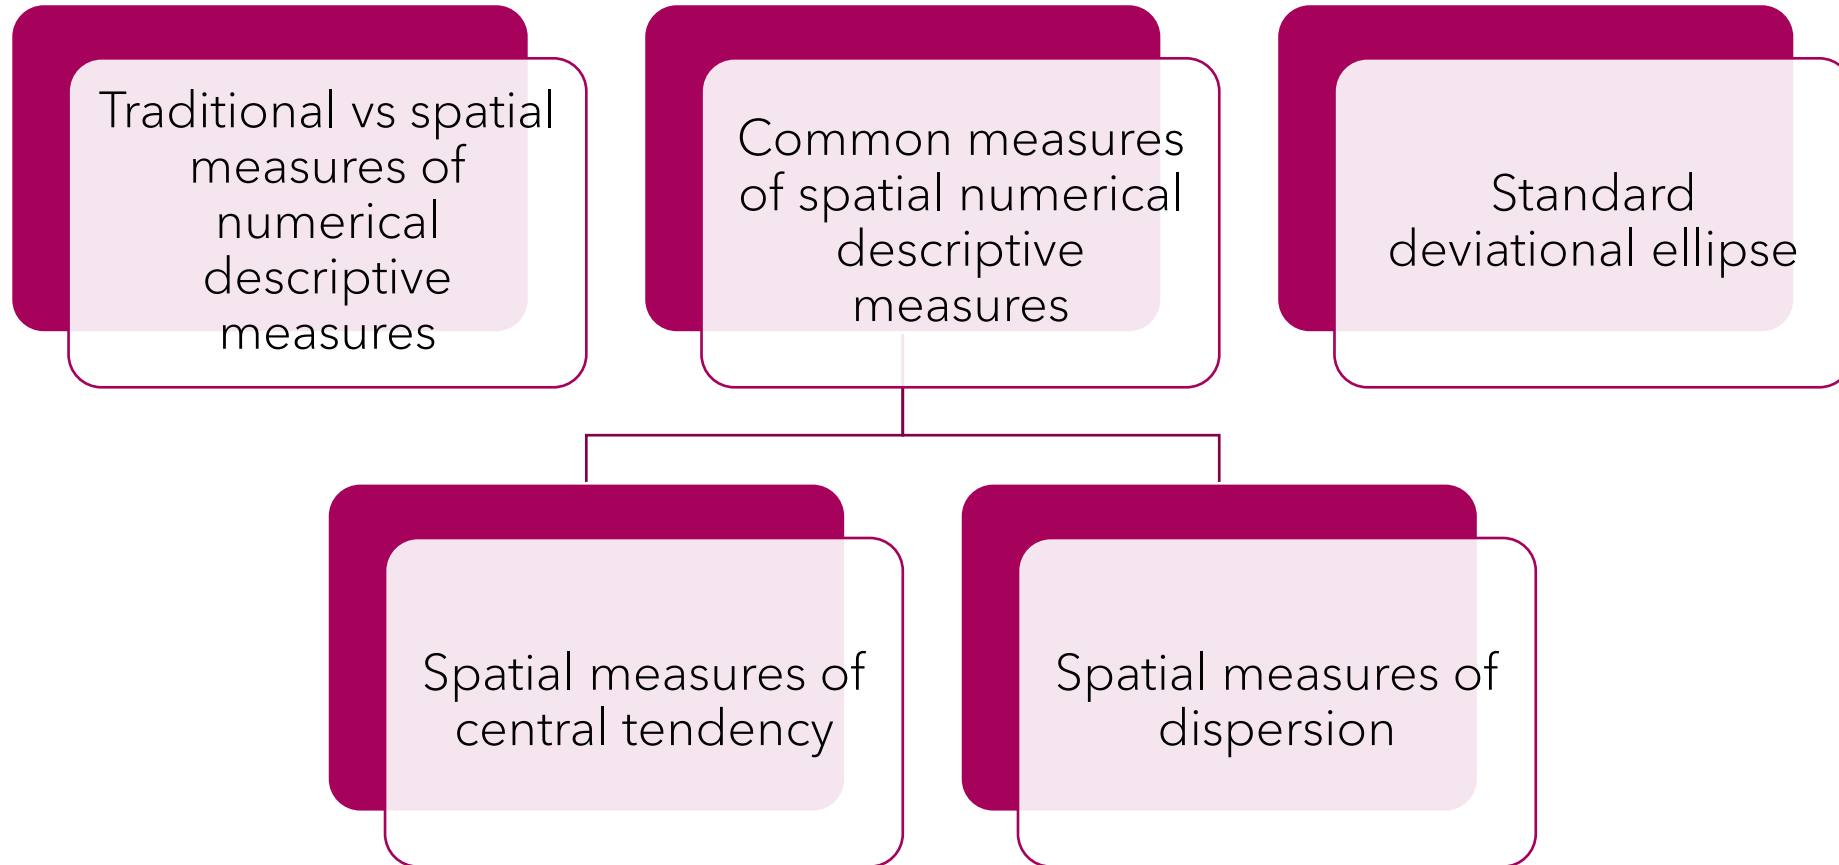 Traditional vs spatial
measures of
numerical
descriptive
measures
Common measures
of spatial numerical
descriptive
measures
Standard
deviational ellipse
Spatial measures of
central tendency
Spatial measures of
dispersion